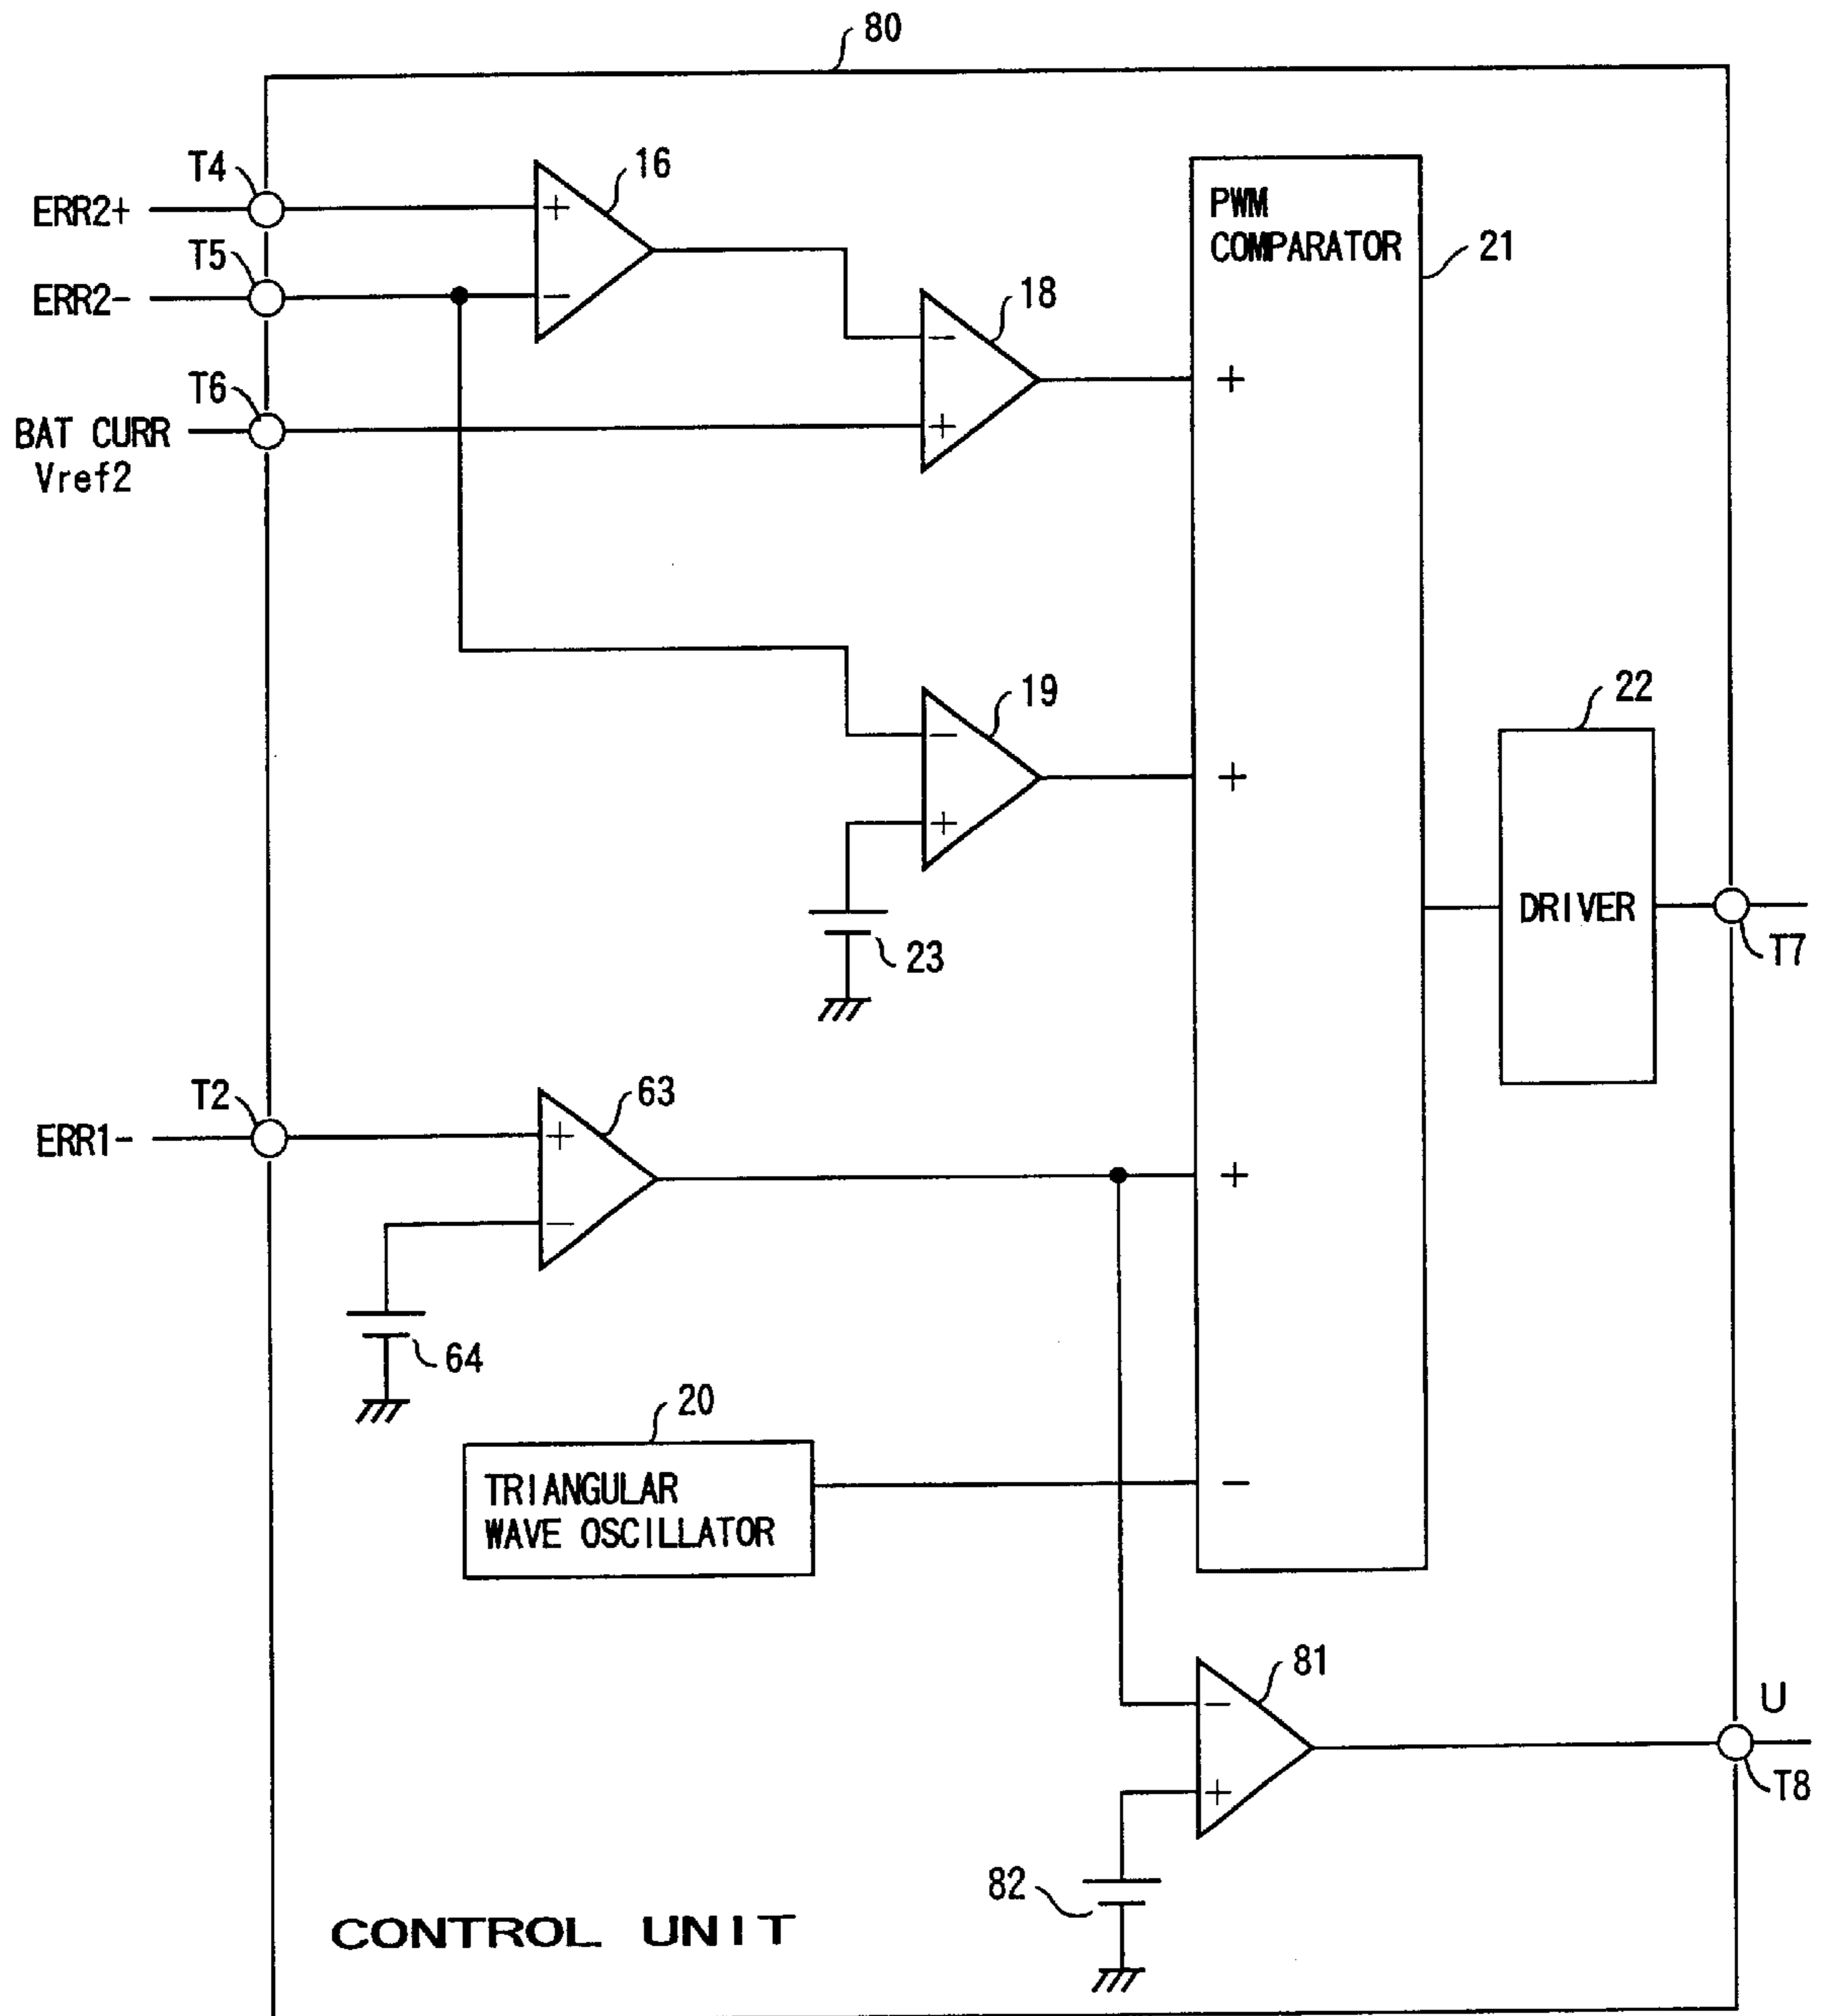 80
T4
ERR2+
16
+
T5
ERR2-
-
PWM
COMPARATOR
21
18
-
+
T6
BAT CURR
Vref2
+
19
-
+
+
22
DRIVER
T7
23
T2
ERR1-
63
+
-
+
64
20
TRIANGULAR
WAVE OSCILLATOR
-
81
-
+
U
T8
82
CONTROL UNIT